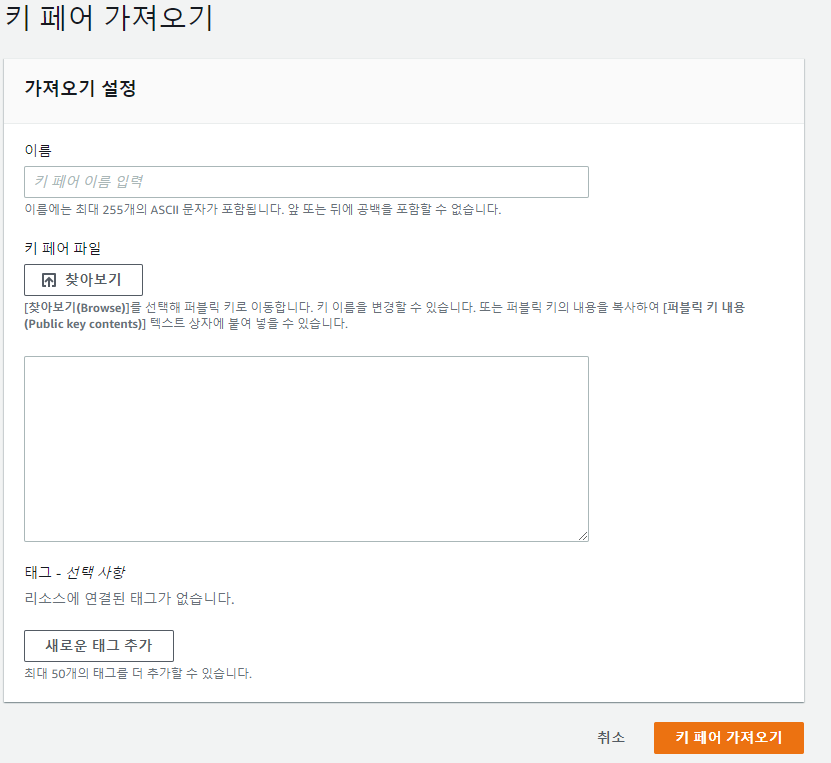 키 페어 가져오기
가져오기 설정
이름
키 페어 이름 입력
이름에는 최대 255개의 ASCII 문자가 포함됩니다. 앞 또는 뒤에 공백을 포함할 수 없습니다.
키 페어 파일
찾아보기
[찾아보기(Browse)]를 선택해 퍼블릭 키로 이동합니다. 키 이름을 변경할 수 있습니다. 또는 퍼블릭 키의 내용을 복사하여 [퍼블릭 키 내용
(Public key contents)] 텍스트 상자에 붙여 넣을 수 있습니다.
태그 - 선택 사항
리소스에 연결된 태그가 없습니다.
새로운 태그 추가
최대 50개의 태그를 더 추가할 수 있습니다.
취소
키 페어 가져오기